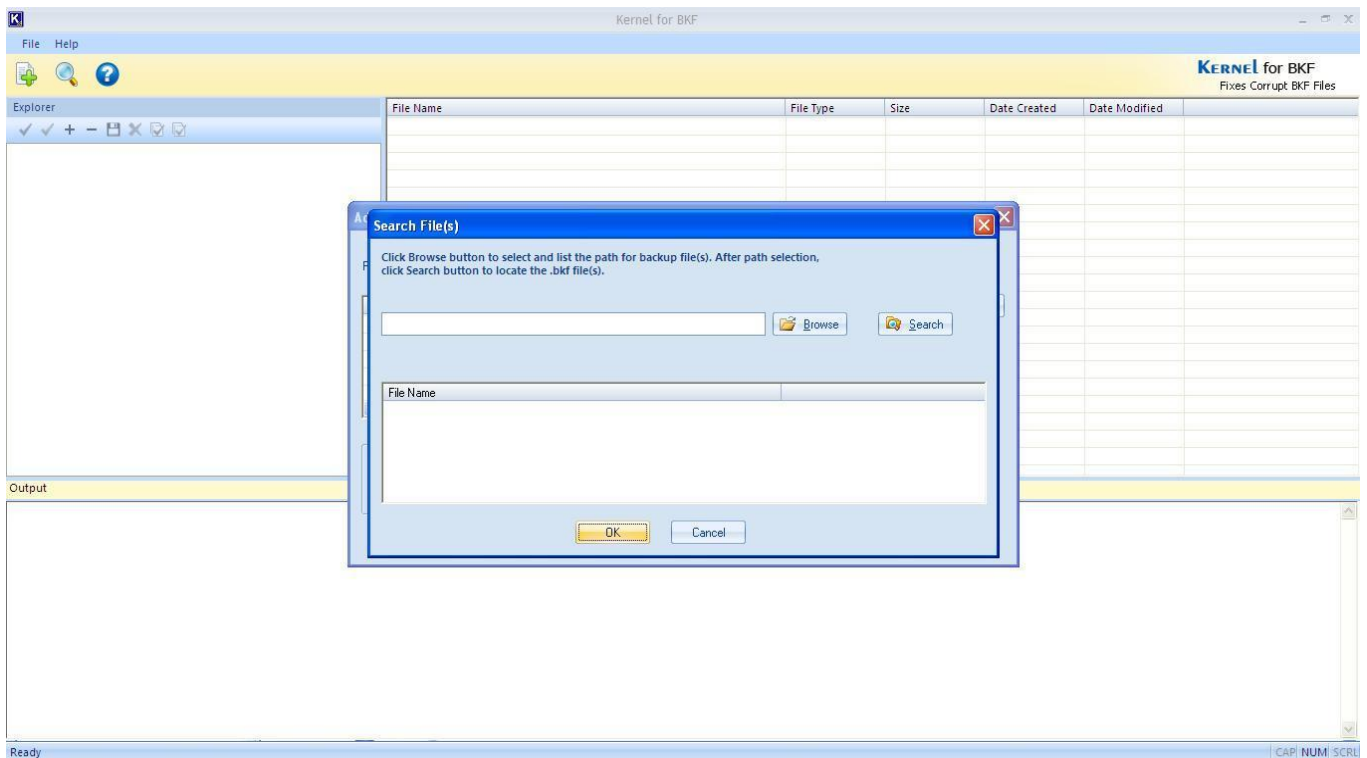 Kernel for BKF
File Help
KERNEL for BKF
Fixes Corrupt BKF Files
Explorer
File Name File Type Size Date Created Date Modified
Search File(s)
Click Browse button to select and list the path for backup file(s). After path selection,
click Search button to locate the .bkf file(s).
Browse Search
File Name
OK Cancel
Output
Ready CAP NUM SCRL